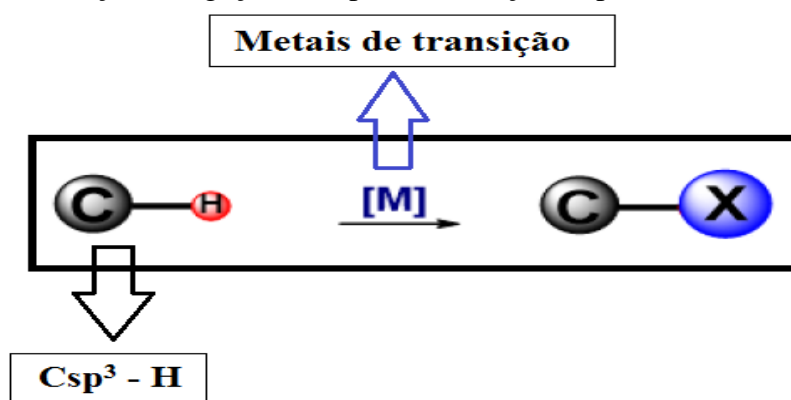 Metais de transição
C H [M] C X
Csp³ - H